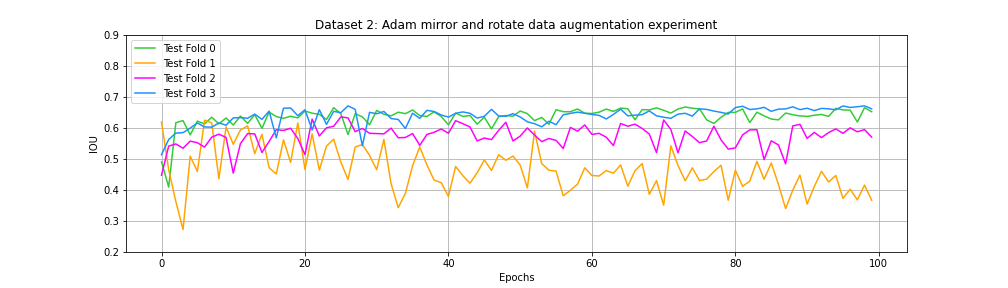 Dataset 2: Adam mirror and rotate data augmentation experiment
0.9
0.8
0.7
0.6
0.5
0.4
0.3
0.2
IOU
Test Fold 0
Test Fold 1
Test Fold 2
Test Fold 3
0 20 40 60 80 100
Epochs